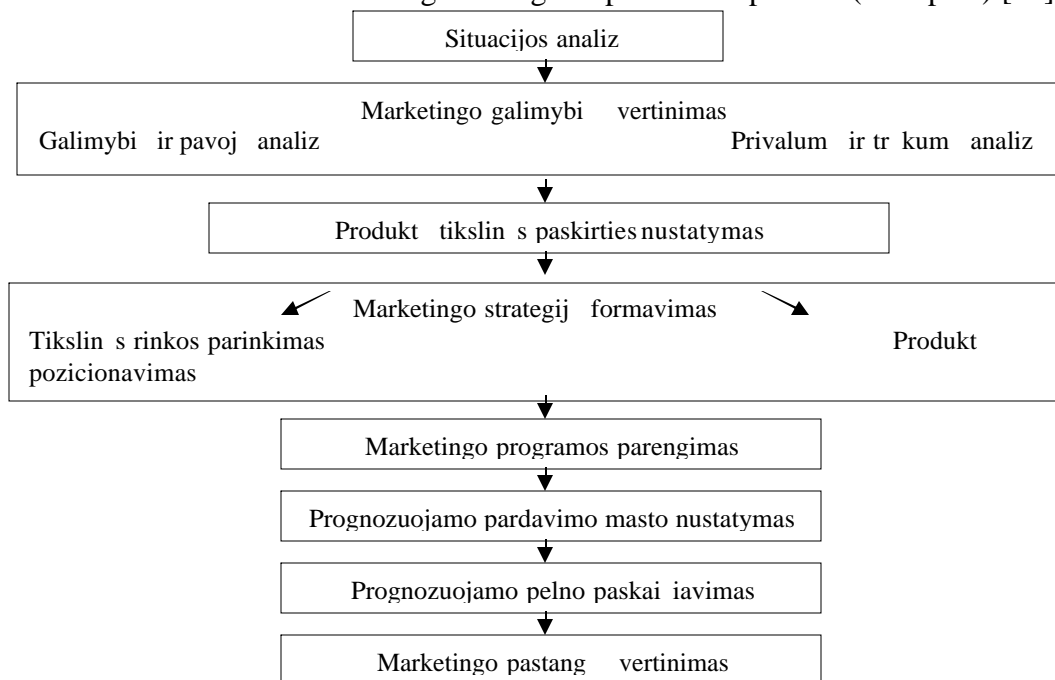 Situacijos analiz
Marketingo galimybi vertinimas
Galimybi ir pavoj analiz Privalum ir tr kum analiz
Produkt tikslin s paskirties nustatymas
Marketingo strategij formavimas
Tikslin s rinkos parinkimas Produkt
pozicionavimas
Marketingo programos parengimas
Prognozuojamo pardavimo masto nustatymas
Prognozuojamo pelno paskai iavimas
Marketingo pastang vertinimas